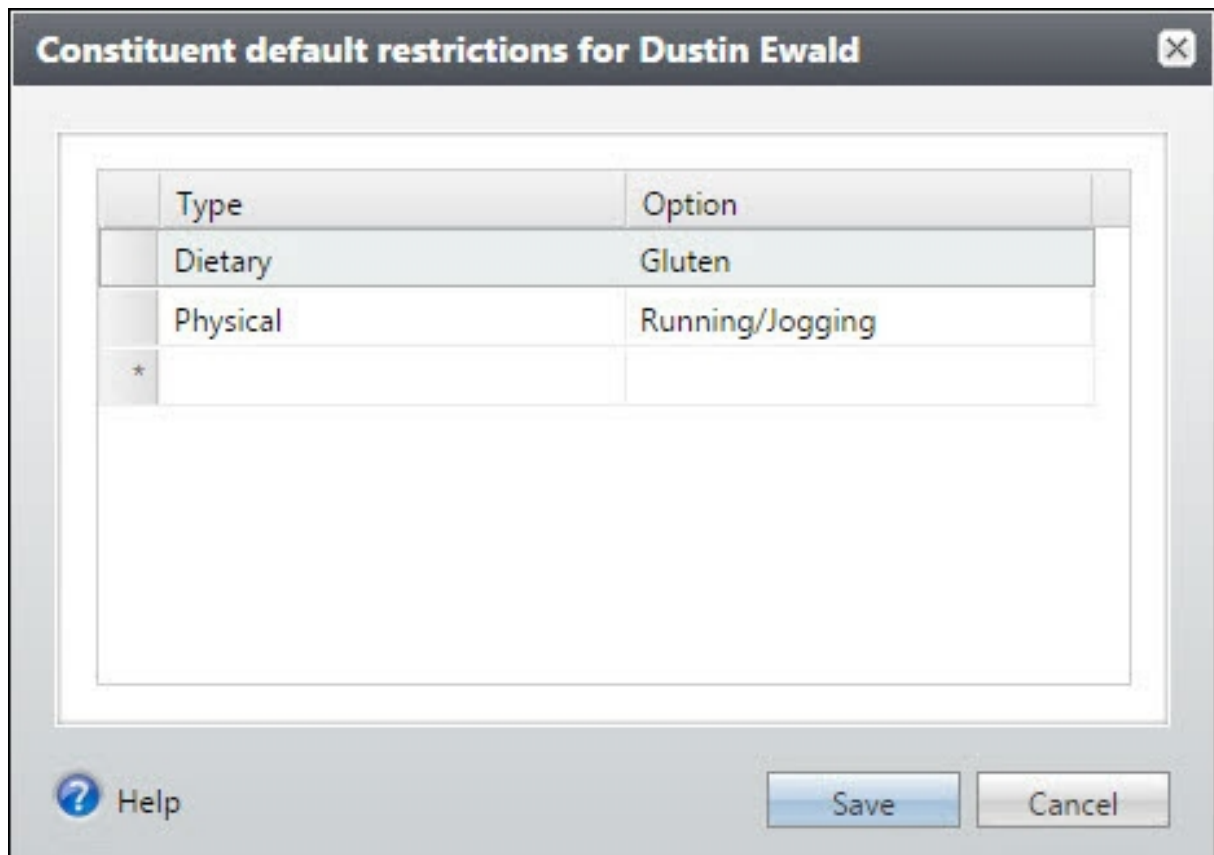 Constituent default restrictions for Dustin Ewald
Type Option
Dietary Gluten
Physical Running/Jogging
*
Help Save Cancel